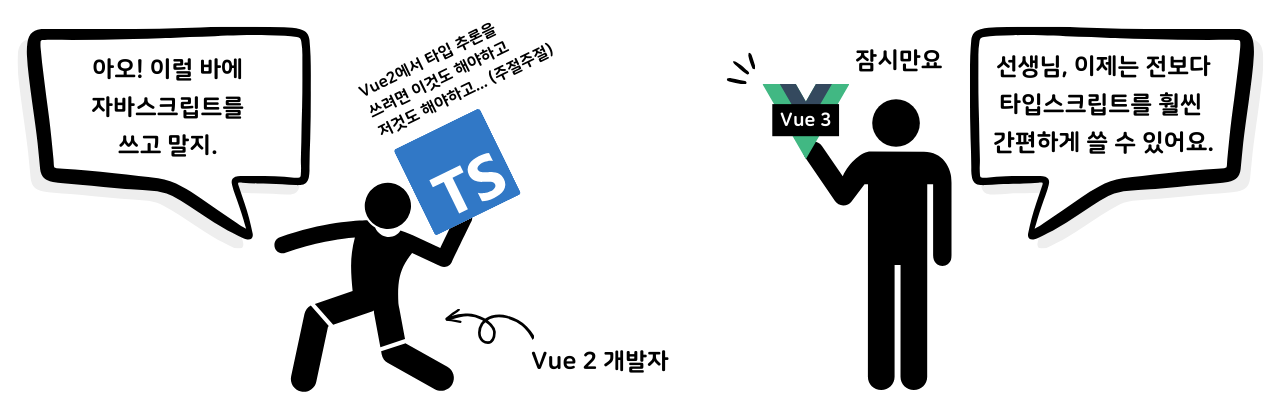 아오! 이럴 바에
자바스크립트를
쓰고 말지.
Vue2에서 타입 추론을
쓰려면 이것도 해야하고
저것도 해야하고... (주절주절)
TS
Vue 2 개발자
잠시만요
Vue 3
선생님, 이제는 전보다
타입스크립트를 훨씬
간편하게 쓸 수 있어요.